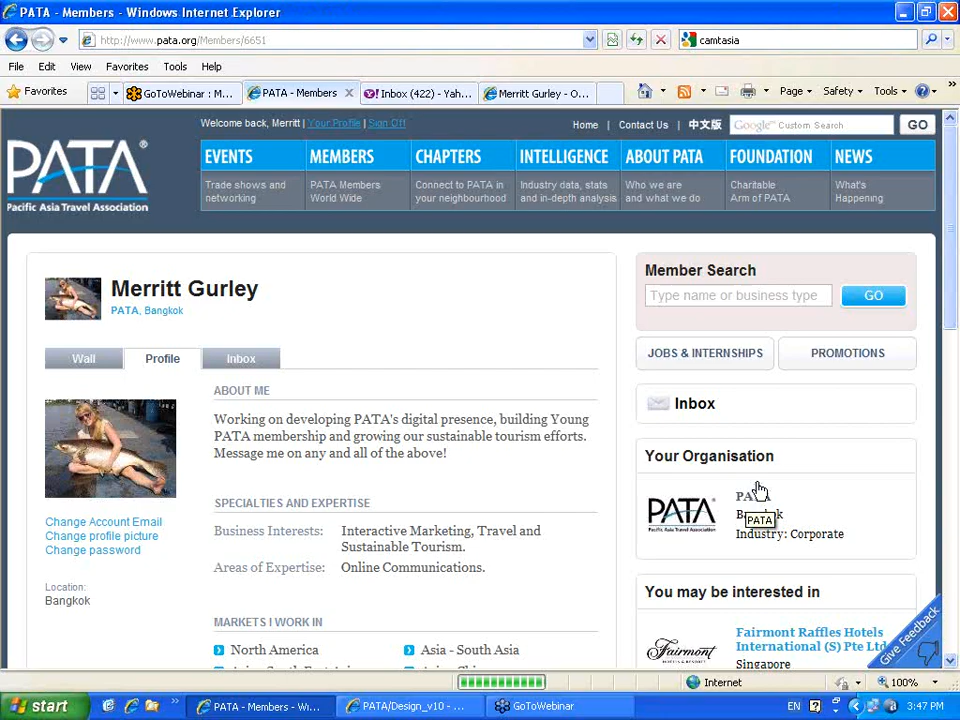 PATA - Members - Windows Internet Explorer
http://www.pata.org/Members/6651
camtasia
File Edit View Favorites Tools Help
Favorites
GoToWebinar : M...
PATA - Members
Inbox (422) - Yah...
Merritt Gurley - O...
Page
Safety
Tools
Welcome back, Merritt | Your Profile | Sign Off
Home | Contact Us | 中文版
Google™ Custom Search
GO
PATA®
Pacific Asia Travel Association
EVENTS
Trade shows and
networking
MEMBERS
PATA Members
World Wide
CHAPTERS
Connect to PATA in
your neighbourhood
INTELLIGENCE
Industry data, stats
and in-depth analysis
ABOUT PATA
Who we are
and what we do
FOUNDATION
Charitable
Arm of PATA
NEWS
What's
Happening
Merritt Gurley
PATA, Bangkok
Wall
Profile
Inbox
ABOUT ME
Working on developing PATA's digital presence, building Young
PATA membership and growing our sustainable tourism efforts.
Message me on any and all of the above!
Change Account Email
Change profile picture
Change password
Location:
Bangkok
SPECIALTIES AND EXPERTISE
Business Interests: Interactive Marketing, Travel and
Sustainable Tourism.
Areas of Expertise: Online Communications.
MARKETS I WORK IN
North America
Asia - South Asia
Member Search
Type name or business type
GO
JOBS & INTERNSHIPS
PROMOTIONS
Inbox
Your Organisation
PATA
Pacific Asia Travel Association
PATA
PATA
Industry: Corporate
You may be interested in
Fairmont
Fairmont Raffles Hotels
International (S) Pte Ltd
Singapore
Give Feedback
Internet
100%
start
PATA - Members - Wi...
PATA/Design_v10 - ...
GoToWebinar
EN
3:47 PM